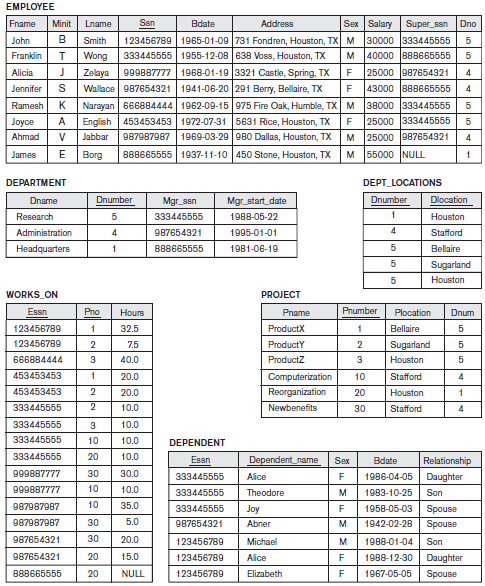 EMPLOYEE
Fname Minit Lname Ssn Bdate Address Sex Salary Super_ssn Dno
John B Smith 123456789 1965-01-09 731 Fondren, Houston, TX M 30000 333445555 5
Franklin T Wong 333445555 1955-12-08 638 Voss, Houston, TX M 40000 888665555 5
Alicia J Zelaya 999887777 1968-01-19 3321 Castle, Spring, TX F 25000 987654321 4
Jennifer S Wallace 987654321 1941-06-20 291 Berry, Bellaire, TX F 43000 888665555 4
Ramesh K Narayan 666884444 1962-09-15 975 Fire Oak, Humble, TX M 38000 333445555 5
Joyce A English 453453453 1972-07-31 5631 Rice, Houston, TX F 25000 333445555 5
Ahmad V Jabbar 987987987 1969-03-29 980 Dallas, Houston, TX M 25000 987654321 4
James E Borg 888665555 1937-11-10 450 Stone, Houston, TX M 55000 NULL 1
DEPARTMENT
Dname Dnumber Mgr_ssn Mgr_start_date
Research 5 333445555 1988-05-22
Administration 4 987654321 1995-01-01
Headquarters 1 888665555 1981-06-19
DEPT_LOCATIONS
Dnumber Dlocation
1 Houston
4 Stafford
5 Bellaire
5 Sugarland
5 Houston
WORKS_ON
Essn Pno Hours
123456789 1 32.5
123456789 2 7.5
666884444 3 40.0
453453453 1 20.0
453453453 2 20.0
333445555 2 10.0
333445555 3 10.0
333445555 10 10.0
333445555 20 10.0
999887777 30 30.0
999887777 10 10.0
987987987 10 35.0
987987987 30 5.0
987654321 30 20.0
987654321 20 15.0
888665555 20 NULL
PROJECT
Pname Pnumber Plocation Dnum
ProductX 1 Bellaire 5
ProductY 2 Sugarland 5
ProductZ 3 Houston 5
Computerization 10 Stafford 4
Reorganization 20 Houston 1
Newbenefits 30 Stafford 4
DEPENDENT
Essn Dependent_name Sex Bdate Relationship
333445555 Alice F 1986-04-05 Daughter
333445555 Theodore M 1983-10-25 Son
333445555 Joy F 1958-05-03 Spouse
987654321 Abner M 1942-02-28 Spouse
123456789 Michael M 1988-01-04 Son
123456789 Alice F 1988-12-30 Daughter
123456789 Elizabeth F 1967-05-05 Spouse